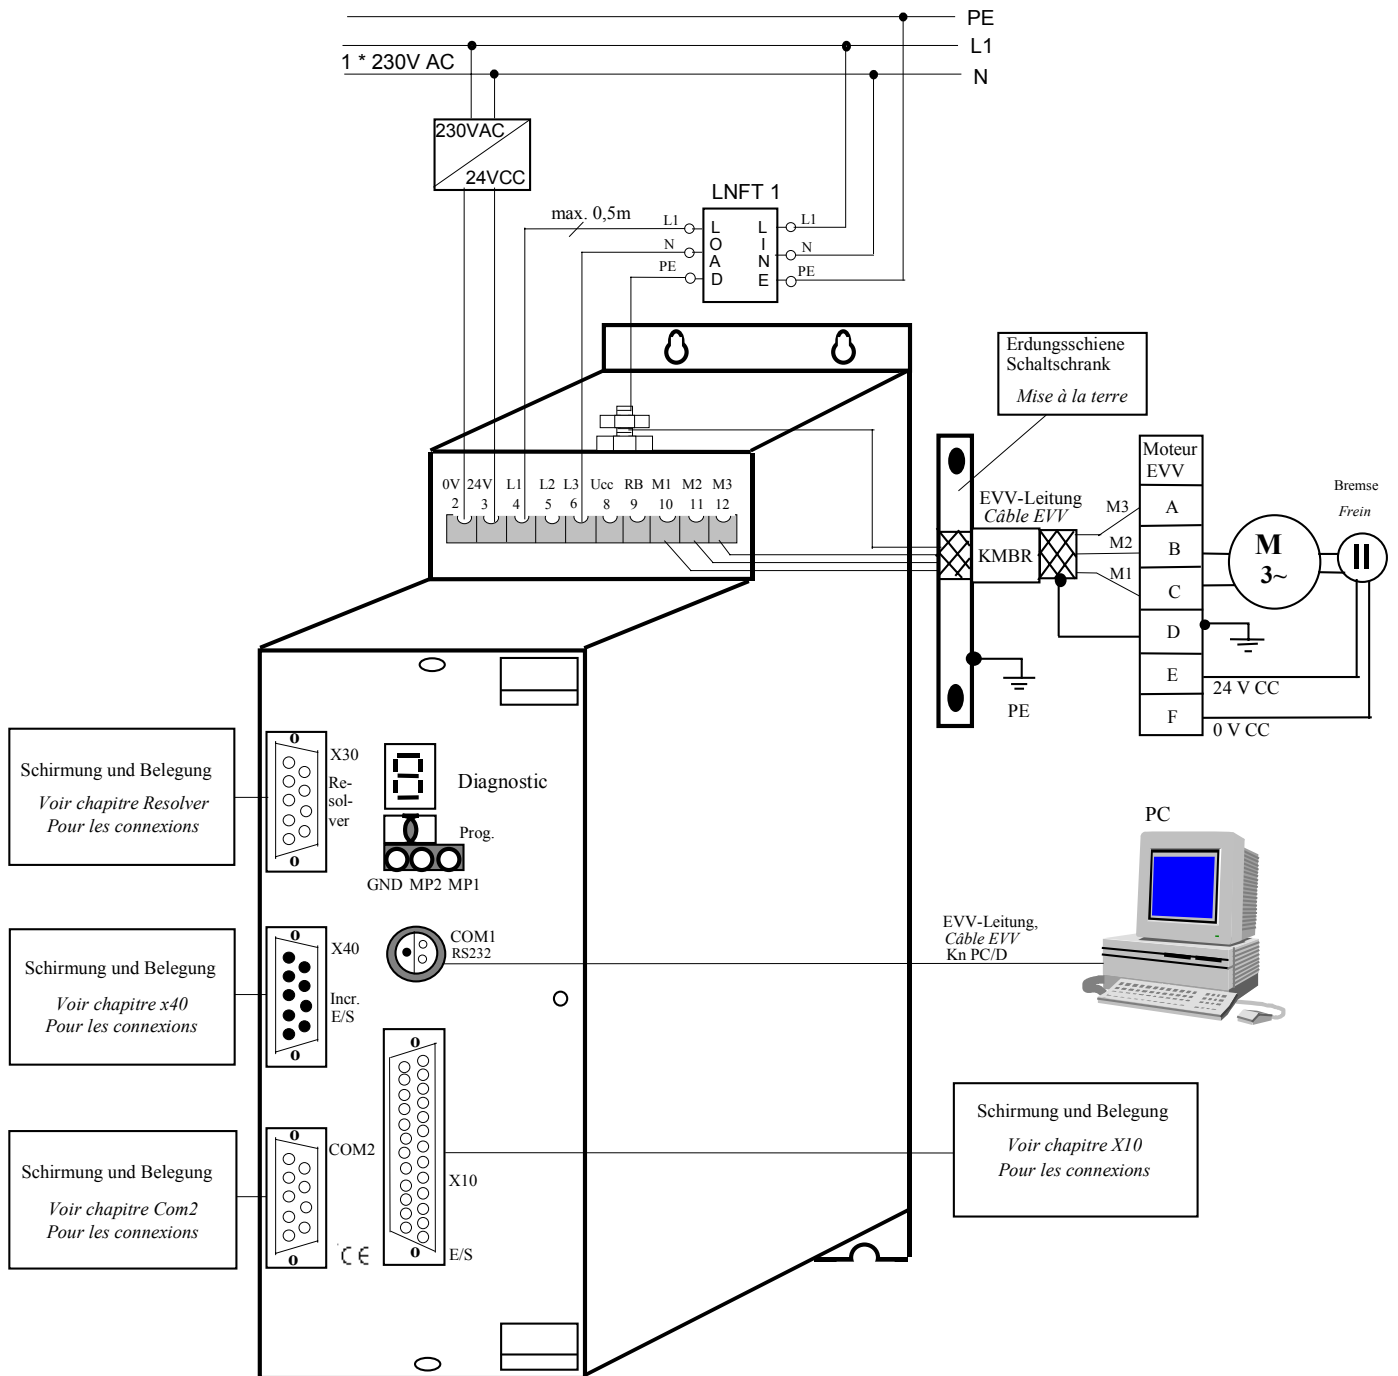 PE
L1
1 * 230V AC
N
230VAC
24VCC
LNFT 1
max. 0,5m
L1
N
PE
LOAD
LINE
L1
N
PE
Erdungsschiene
Schaltschrank
Mise à la terre
0V 24V L1 L2 L3 Ucc RB M1 M2 M3
2 3 4 5 6 8 9 10 11 12
EVV-Leitung
Câble EVV
KMBR
M3
M2
M1
Moteur
EVV
A
B
C
D
E
F
M
3~
Bremse
Frein
24 V CC
0 V CC
PE
Schirmung und Belegung
Voir chapitre Resolver
Pour les connexions
X30
Re-
sol-
ver
Diagnostic
Prog.
GND MP2 MP1
PC
Schirmung und Belegung
Voir chapitre x40
Pour les connexions
X40
Incr.
E/S
COM1
RS232
EVV-Leitung,
Câble EVV
Kn PC/D
Schirmung und Belegung
Voir chapitre Com2
Pour les connexions
COM2
CE
X10
E/S
Schirmung und Belegung
Voir chapitre X10
Pour les connexions